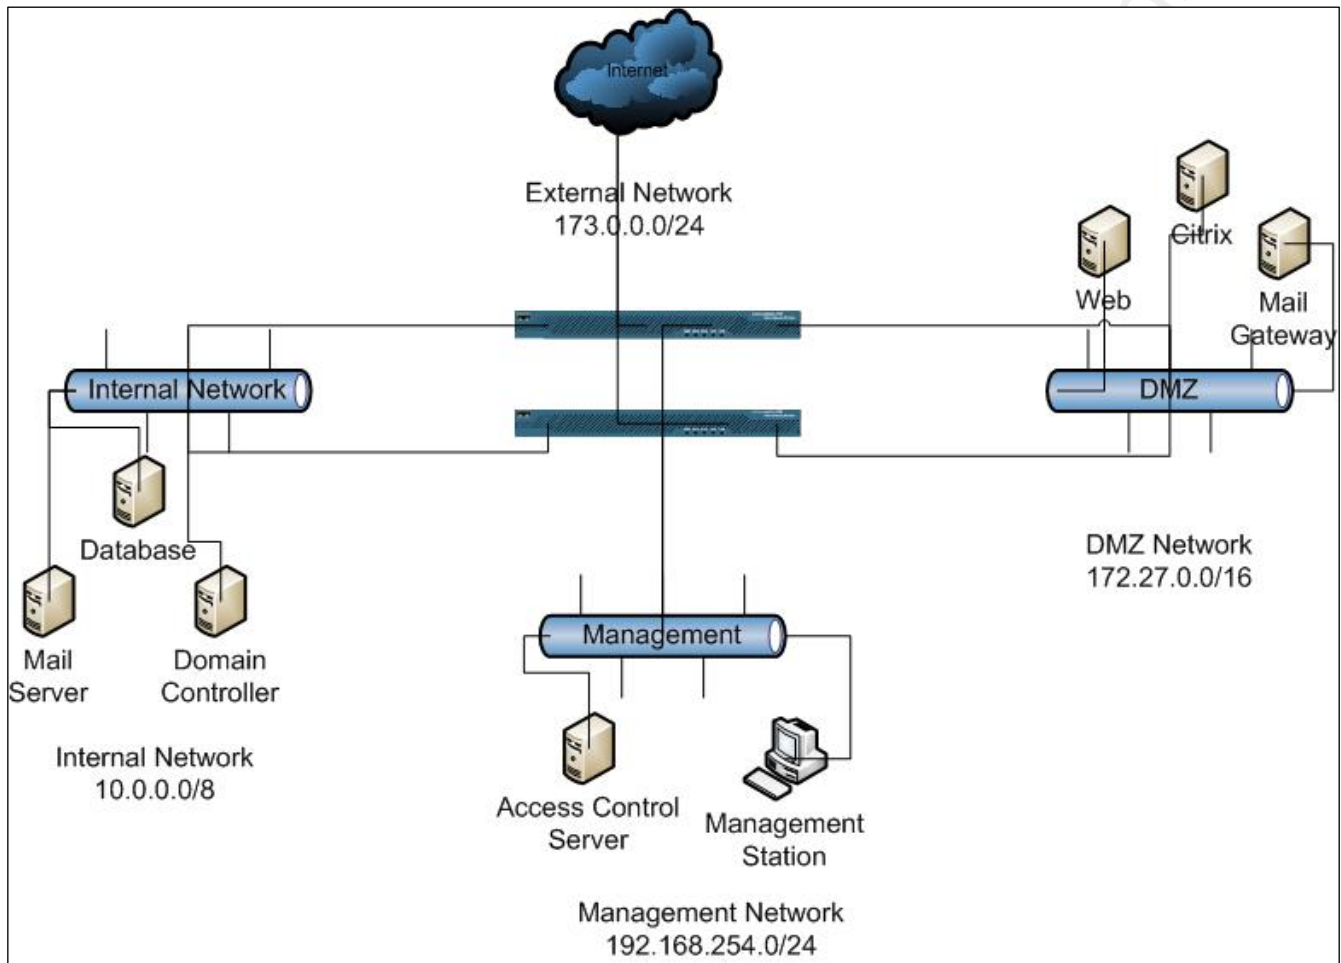 Internet
External Network
173.0.0.0/24
Citrix
Web
Mail
Gateway
Internal Network
DMZ
Database
DMZ Network
172.27.0.0/16
Mail
Server
Domain
Controller
Management
Internal Network
10.0.0.0/8
Access Control
Server
Management
Station
Management Network
192.168.254.0/24